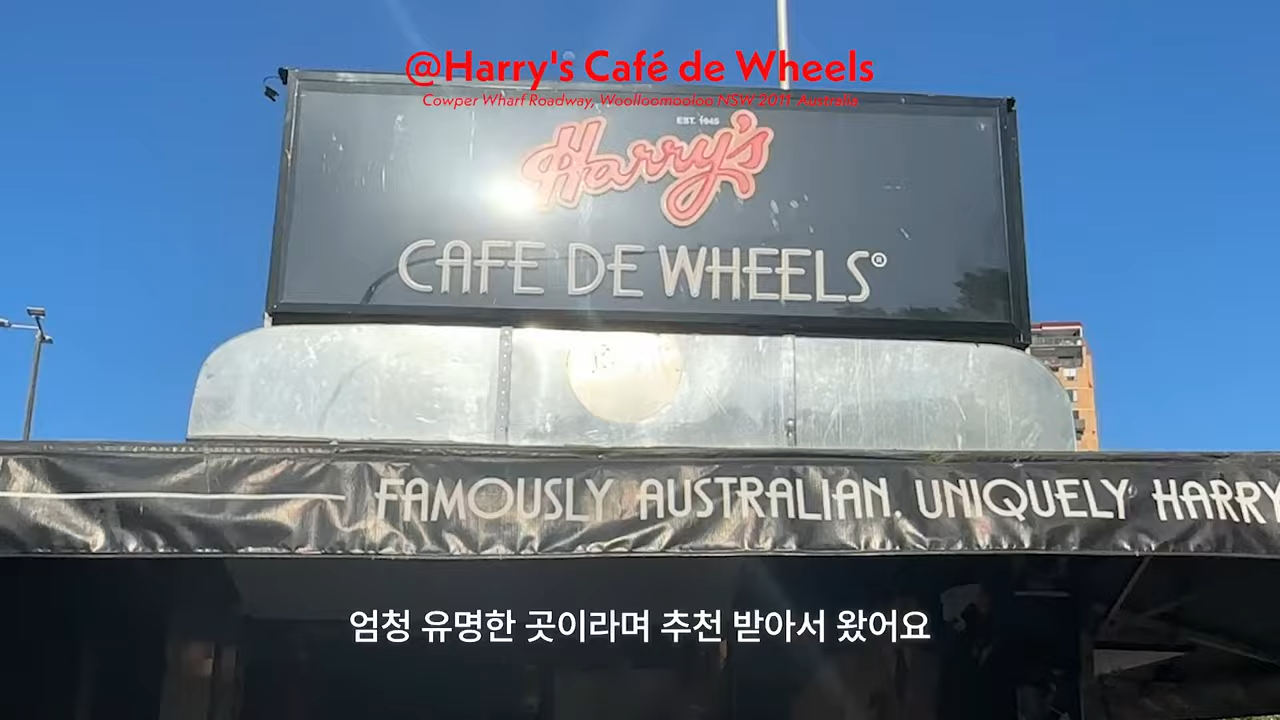 @Harry's Café de Wheels
Cowper Wharf Roadway, Woolloomooloo NSW 2011 Australia
EST. 1945
Harry's
CAFE DE WHEELS®
FAMOUSLY AUSTRALIAN. UNIQUELY HARRY
엄청 유명한 곳이라며 추천 받아서 왔어요